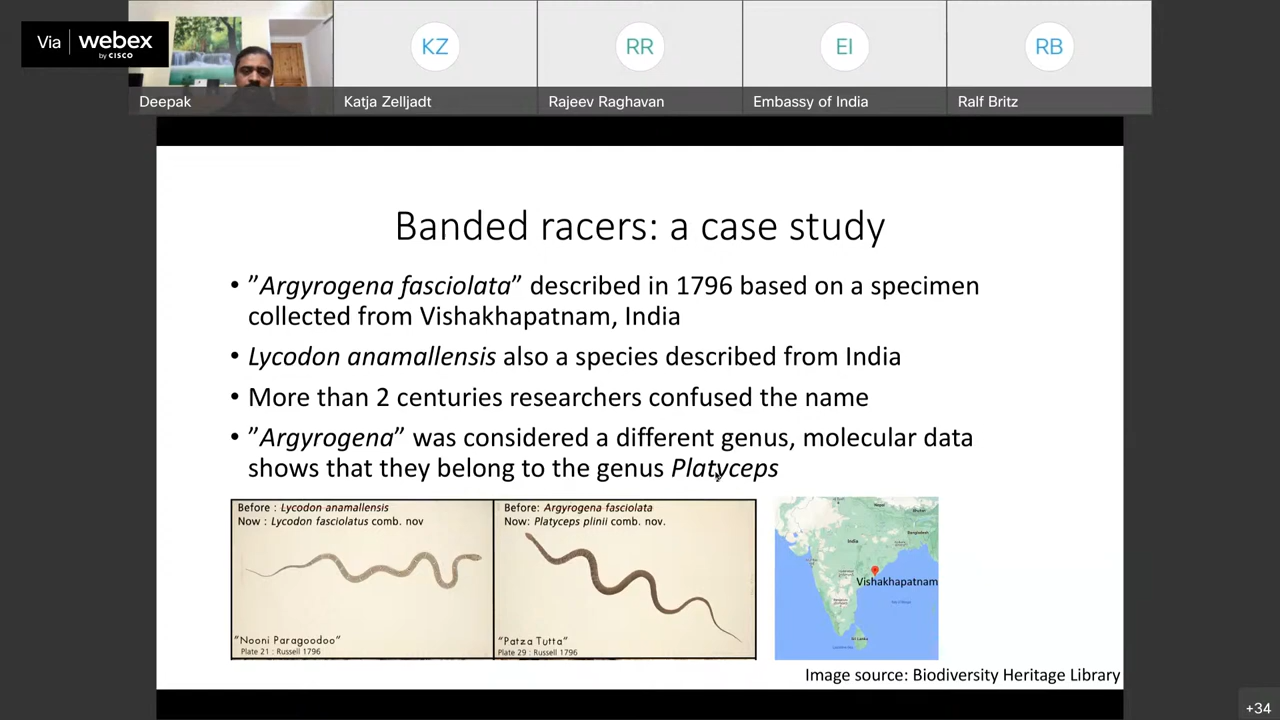 Via webex
by CISCO
KZ
RR
EI
RB
Deepak
Katja Zelljadt
Rajeev Raghavan
Embassy of India
Ralf Britz
Banded racers: a case study
• ”Argyrogena fasciolata” described in 1796 based on a specimen
collected from Vishakhapatnam, India
• Lycodon anamallensis also a species described from India
• More than 2 centuries researchers confused the name
• ”Argyrogena” was considered a different genus, molecular data
shows that they belong to the genus Platyceps
Before : Lycodon anamallensis
Now : Lycodon fasciolatus comb. nov
"Nooni Paragoodoo"
Plate 21 : Russell 1796
Before: Argyrogena fasciolata
Now: Platyceps plinii comb. nov.
"Patza Tutta"
Plate 29 : Russell 1796
India
Vishakhapatnam
Sri Lanka
Image source: Biodiversity Heritage Library
+34